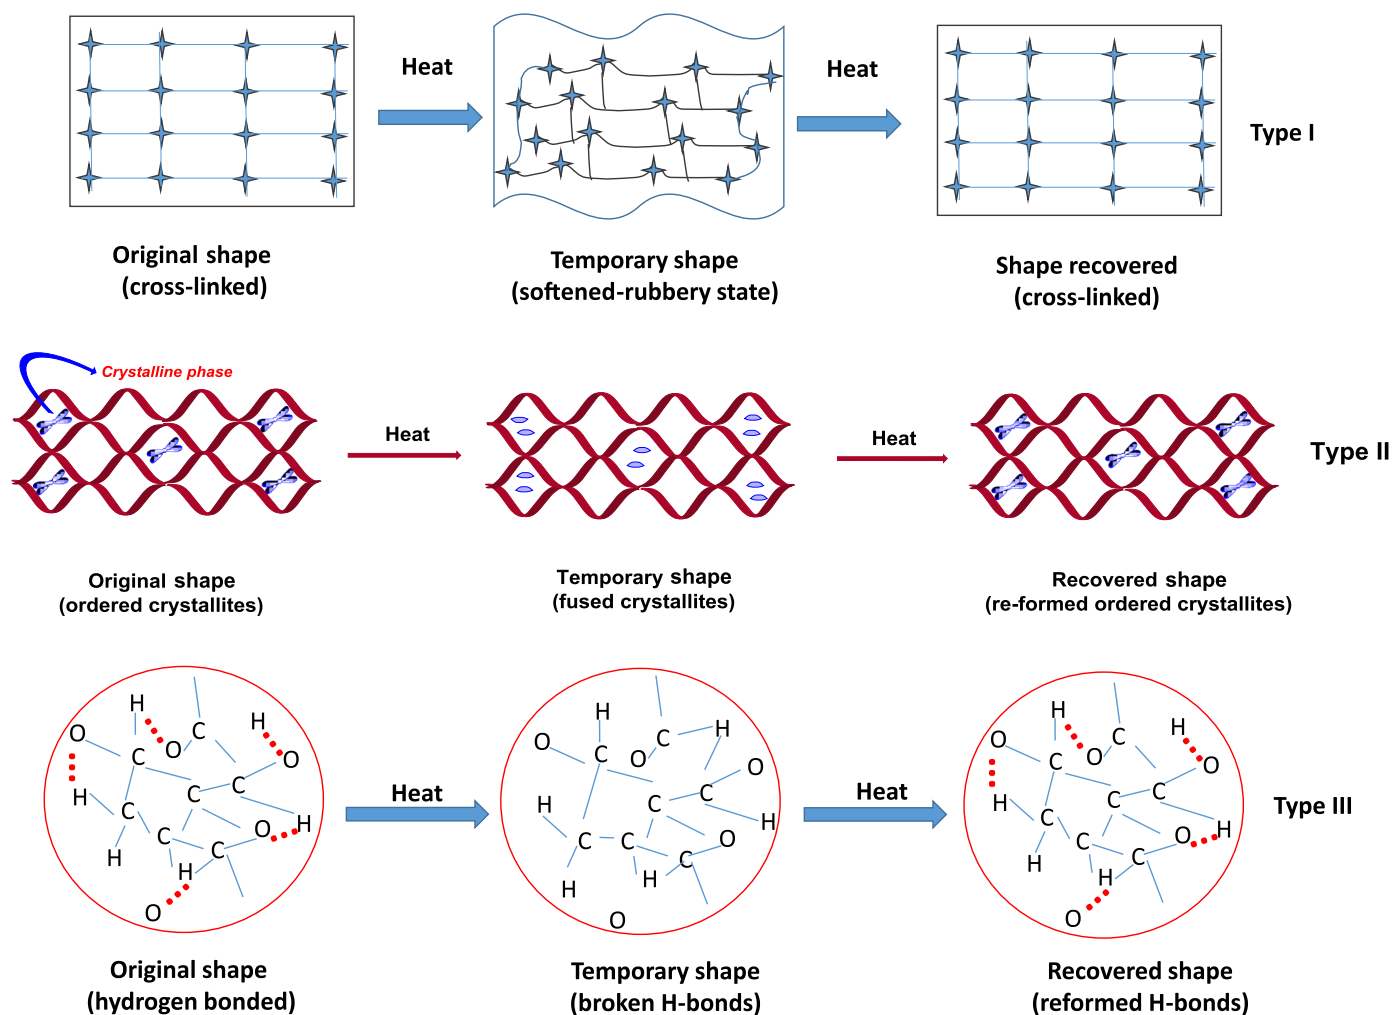 Heat
Heat
Type I
Original shape
(cross-linked)
Temporary shape
(softened-rubbery state)
Shape recovered
(cross-linked)
Crystalline phase
Heat
Heat
Type II
Original shape
(ordered crystallites)
Temporary shape
(fused crystallites)
Recovered shape
(re-formed ordered crystallites)
H
H
O
C
O
C
O
H
C
C
C
O
H
C
H
C
H
O
Heat
H
H
O
C
C
O
O
H
C
C
H
C
C
O
C
H
H
O
Heat
H
H
O
C
O
C
O
H
C
C
C
O
H
C
H
C
H
O
Type III
Original shape
(hydrogen bonded)
Temporary shape
(broken H-bonds)
Recovered shape
(reformed H-bonds)